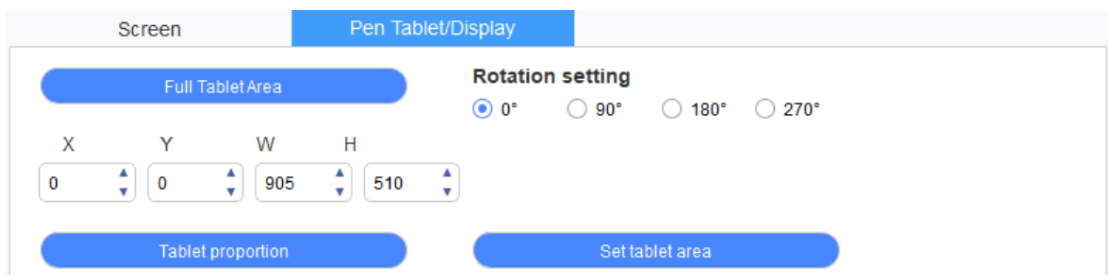 Screen Pen Tablet/Display
Full Tablet Area
Rotation setting
0° 90° 180° 270°
X Y W H
0 0 905 510
Tablet proportion Set tablet area